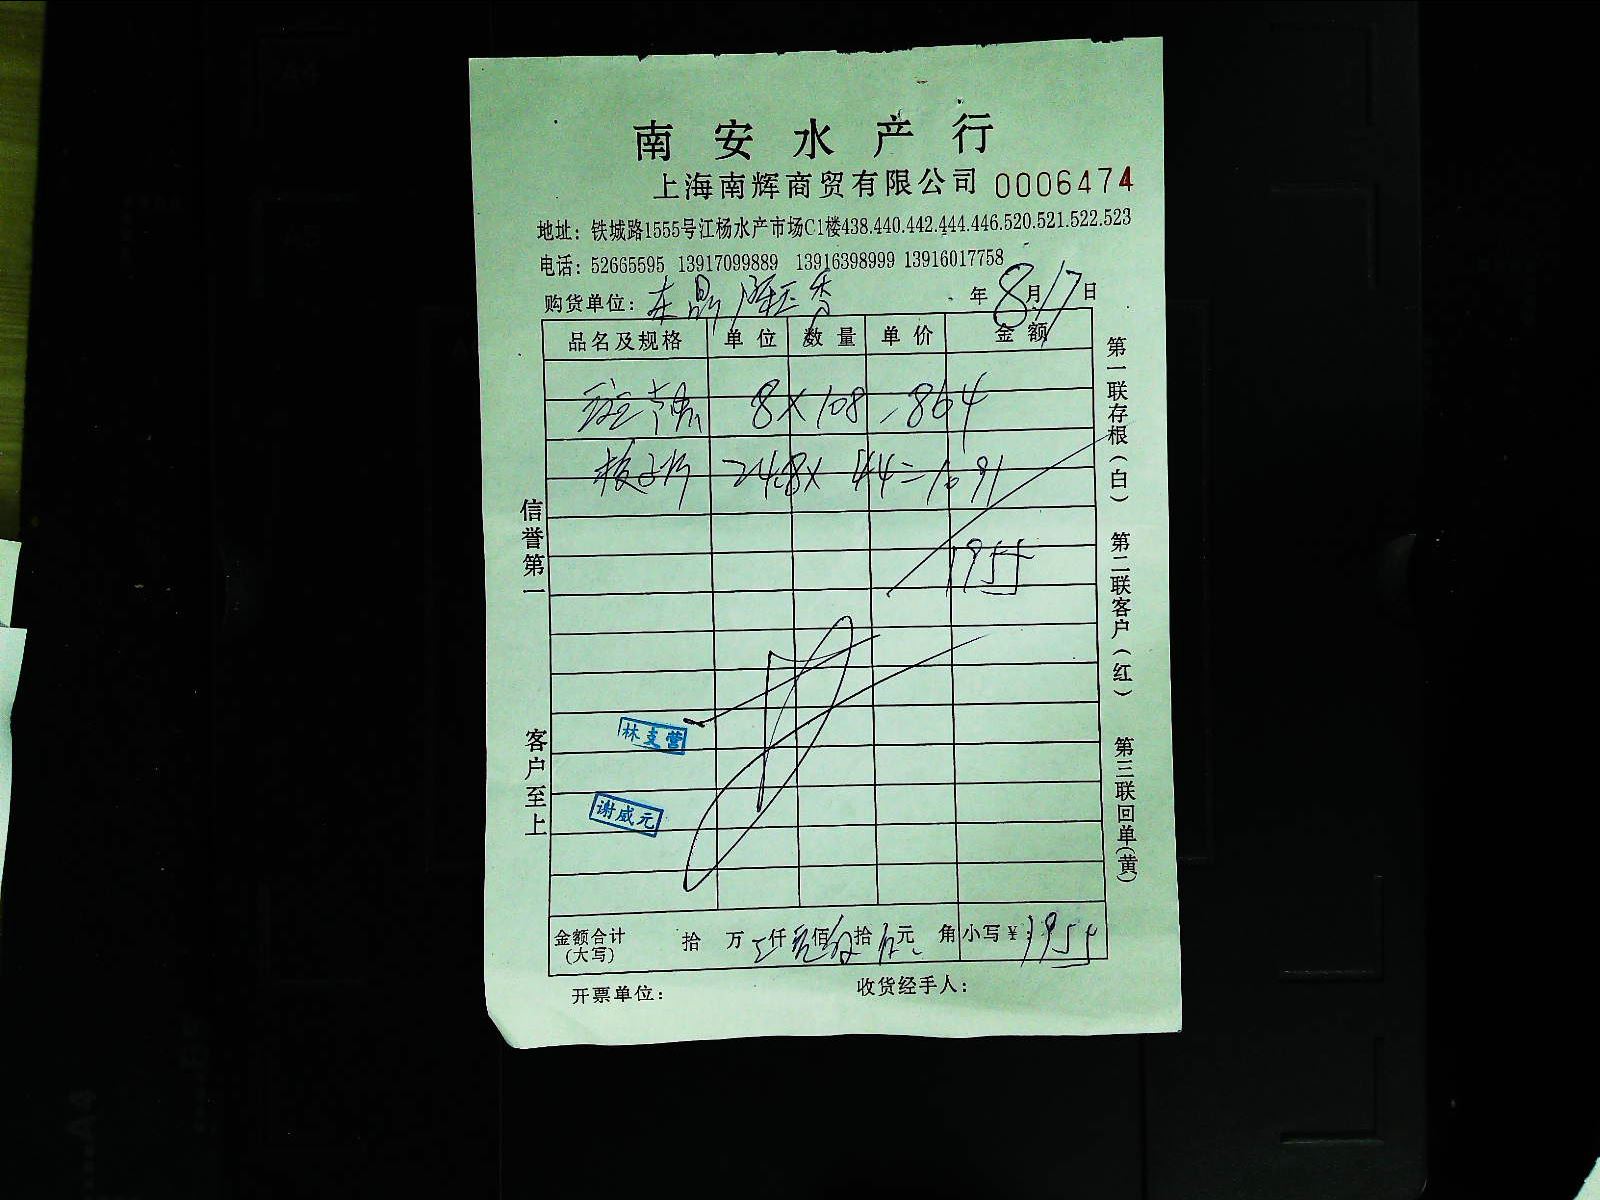 南安水产行
上海南辉商贸有限公司 0006474
地址：铁城路1555号江杨水产市场C1楼438.440.442.444.446.520.521.522.523
电话：52665595 13917099889 13916398999 13916017758
购货单位： 年8月17日
品名及规格 单位 数量 单价 金额
8×108 864
24.8×44=1091
1955
林支营
谢威元
金额合计(大写) 拾 万 仟 佰 拾 元 角 小写￥：1955
开票单位： 收货经手人：
信誉第一 客户至上
第一联存根(白) 第二联客户(红) 第三联回单(黄)